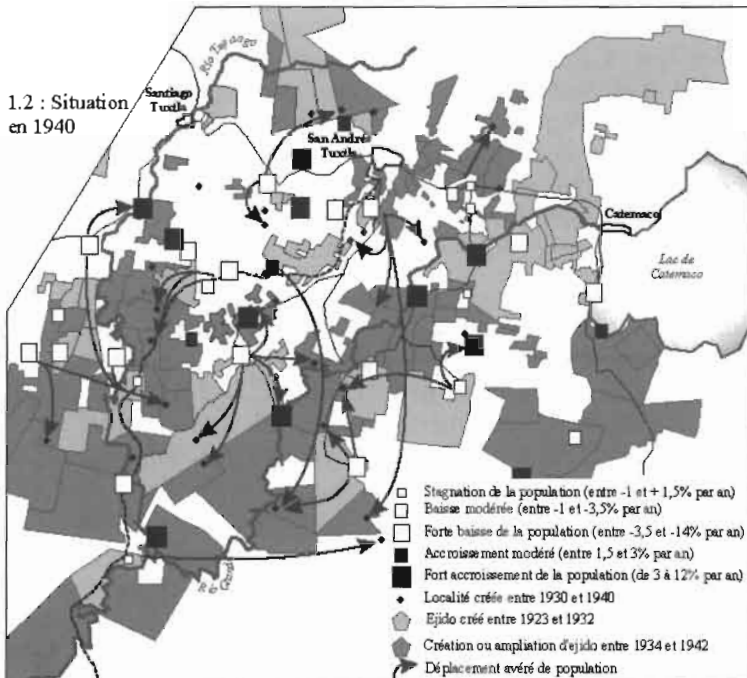 1.2 : Situation
en 1940
Santiago
Tuxtla
San André
Tuxtla
Catemaco
Lac de
Catemaco
Stagnation de la population (entre -1 et + 1,5% par an)
Baisse modérée (entre -1 et -3,5% par an)
Forte baisse de la population (entre -3,5 et -14% par an)
Accroissement modéré (entre 1,5 et 3% par an)
Fort accroissement de la population (de 3 à 12% par an)
Localité créée entre 1930 et 1940
Ejido créé entre 1923 et 1932
Création ou ampliation d'ejido entre 1934 et 1942
Déplacement avéré de population